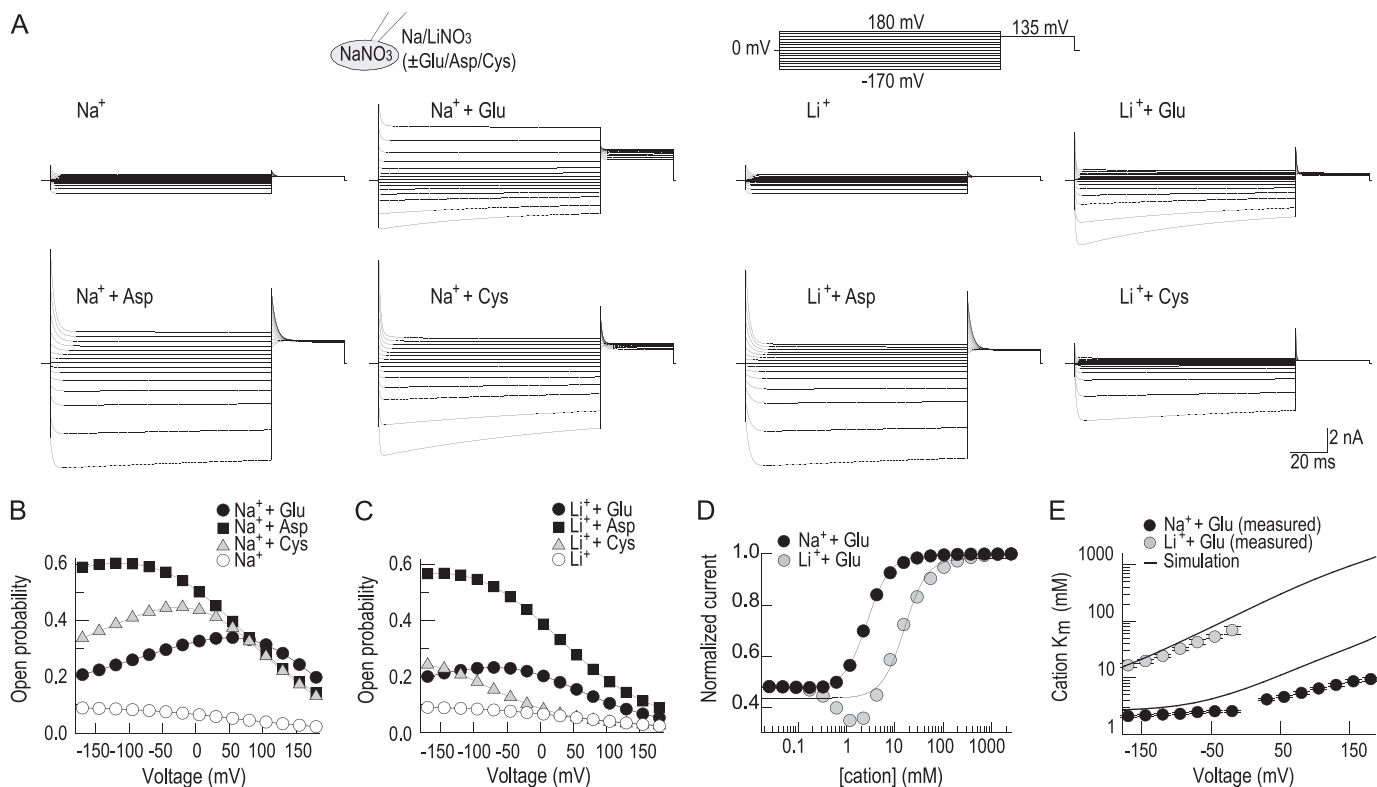 A
NaNO3
Na/LiNO3
(±Glu/Asp/Cys)
0 mV
180 mV
135 mV
-170 mV
Na+
Na+ + Glu
Li+
Li+ + Glu
Na+ + Asp
Na+ + Cys
Li+ + Asp
Li+ + Cys
2 nA
20 ms
B
Na+ + Glu
Na+ + Asp
Na+ + Cys
Na+
Open probability
0.6
0.4
0.2
0.0
-150 -100 -50 0 50 100 150
Voltage (mV)
C
Li+ + Glu
Li+ + Asp
Li+ + Cys
Li+
Open probability
0.6
0.4
0.2
0.0
-150 -100 -50 0 50 100 150
Voltage (mV)
D
Na+ + Glu
Li+ + Glu
Normalized current
1.0
0.8
0.6
0.4
0.1 1 10 100 1000
[cation] (mM)
E
Na+ + Glu (measured)
Li+ + Glu (measured)
Simulation
Cation Km (mM)
1000
100
10
1
-150 -50 50 150
Voltage (mV)